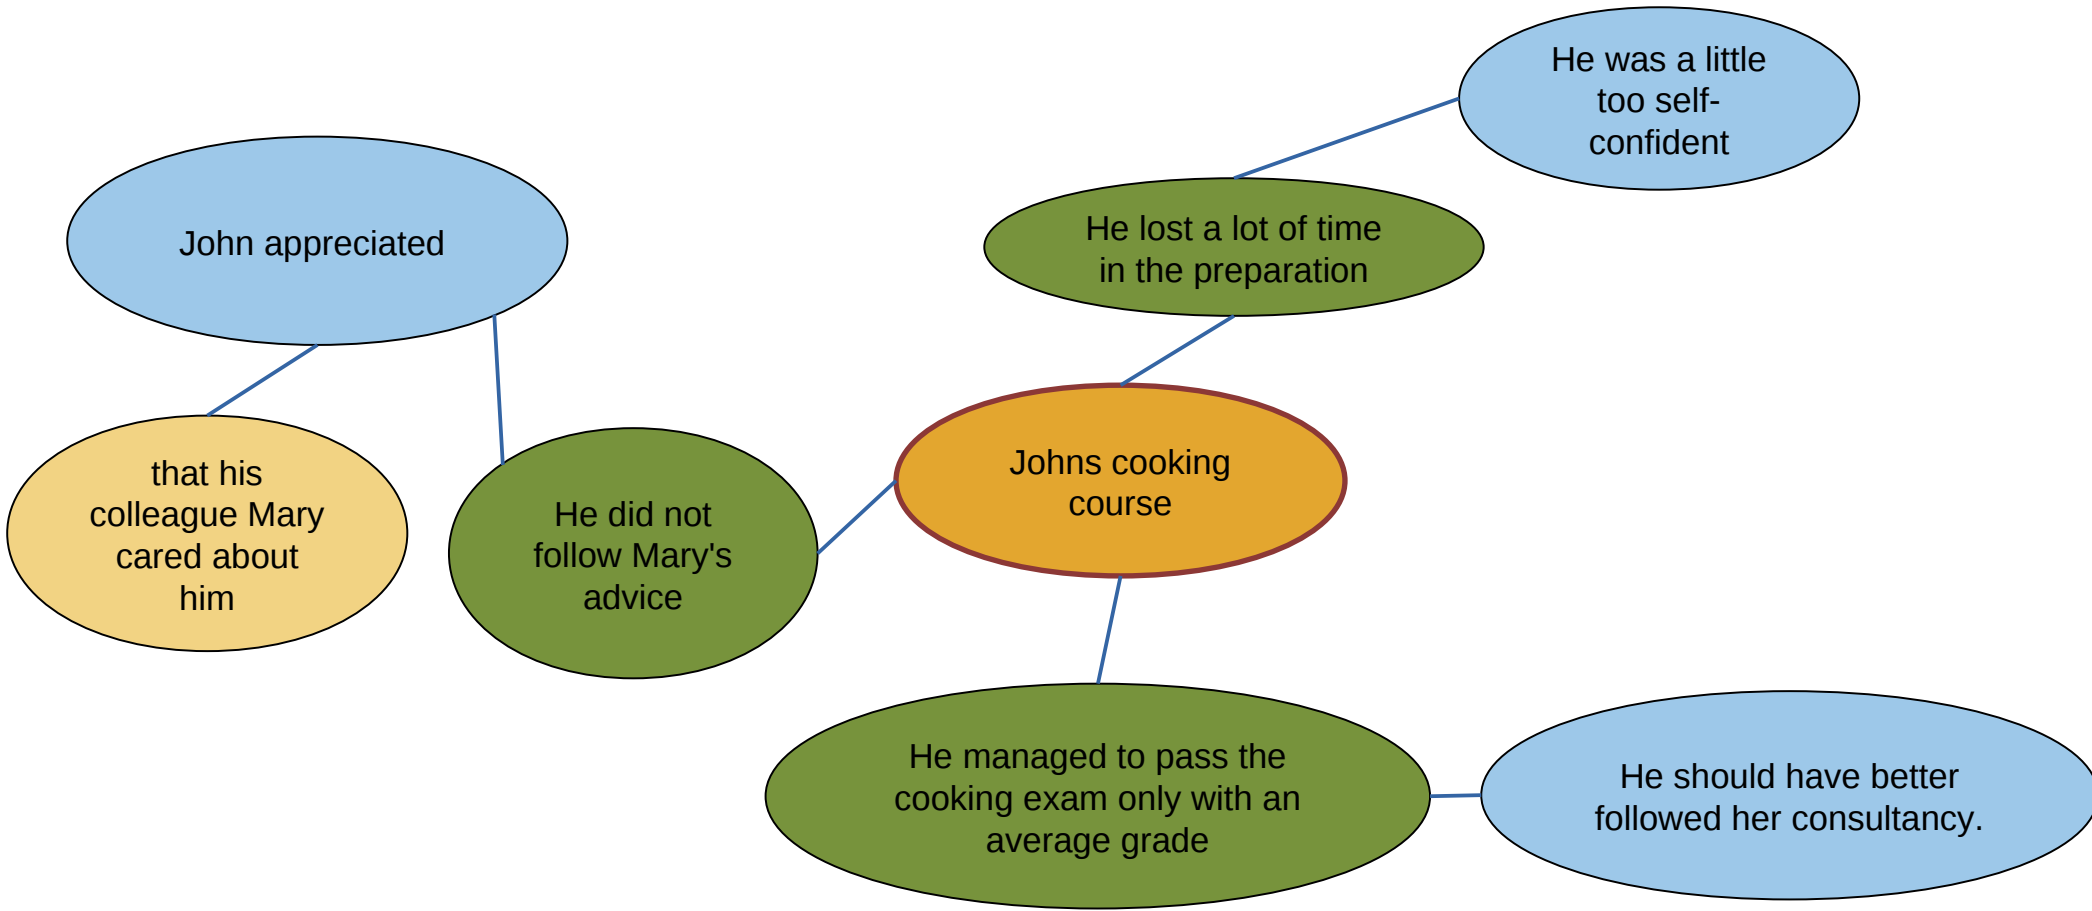 He was a little
too self-
confident
John appreciated
He lost a lot of time
in the preparation
that his
colleague Mary
cared about
him
He did not
follow Mary's
advice
Johns cooking
course
He managed to pass the
cooking exam only with an
average grade
He should have better
followed her consultancy.